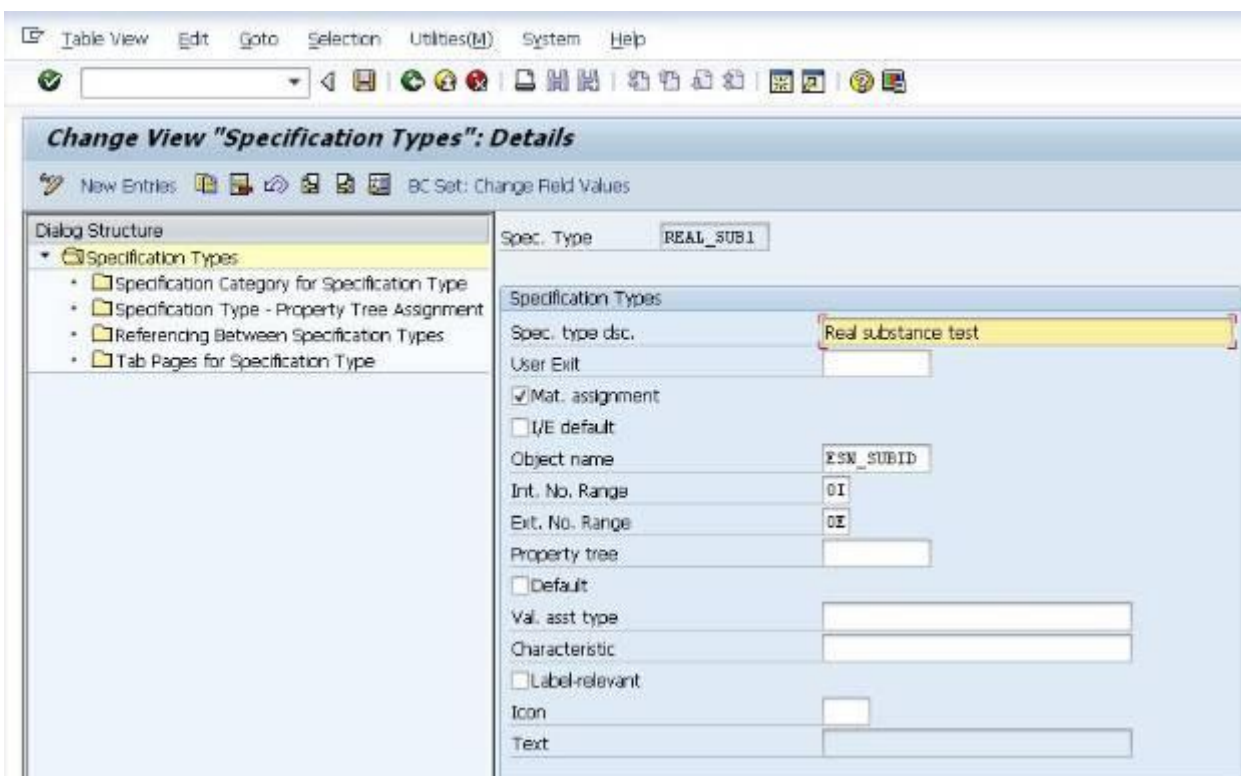 Table View Edit Goto Selection Utilities(M) System Help
Change View "Specification Types": Details
New Entries BC Set: Change Field Values
Dialog Structure
Specification Types
Specification Category for Specification Type
Specification Type - Property Tree Assignment
Referencing Between Specification Types
Tab Pages for Specification Type
Spec. Type REAL_SUB1
Specification Types
Spec. type dsc. Real substance test
User Exit
Mat. assignment
I/E default
Object name ESN_SUBID
Int. No. Range 0I
Ext. No. Range 0E
Property tree
Default
Val. asst type
Characteristic
Label-relevant
Icon
Text